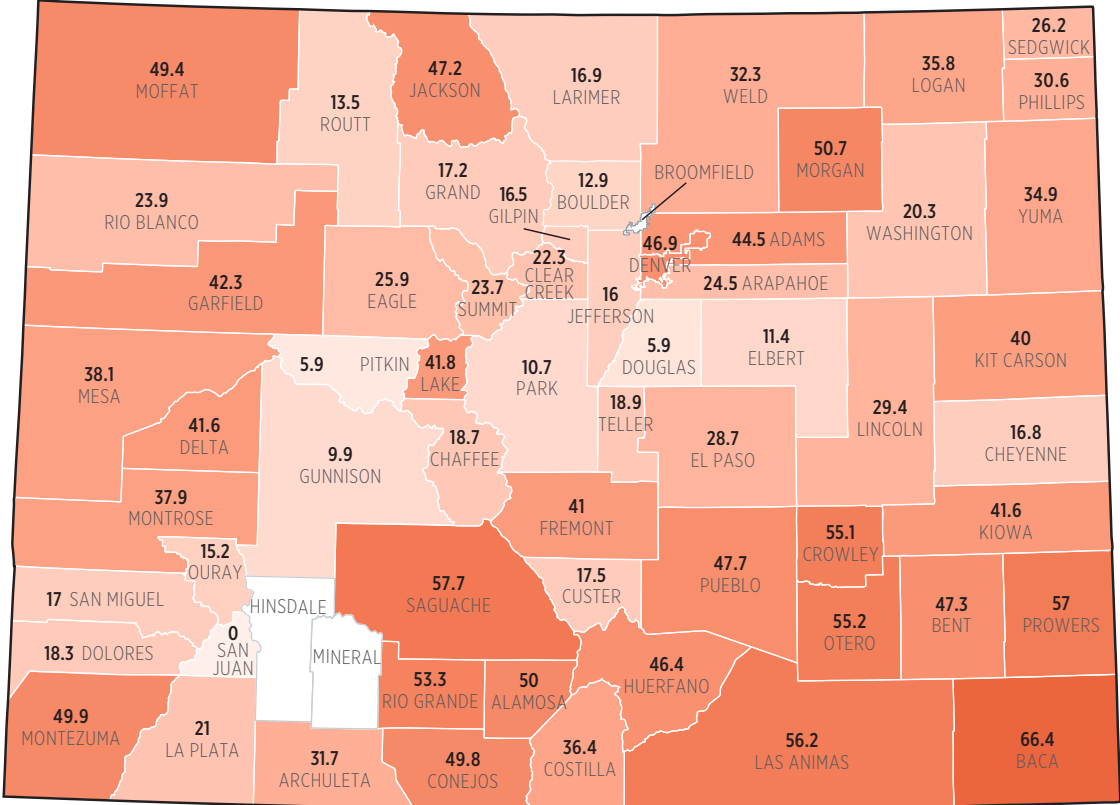 49.4
MOFFAT
13.5
ROUTT
47.2
JACKSON
16.9
LARIMER
32.3
WELD
35.8
LOGAN
26.2
SEDGWICK
30.6
PHILLIPS
50.7
MORGAN
23.9
RIO BLANCO
17.2
GRAND
16.5
GILPIN
12.9
BOULDER
BROOMFIELD
20.3
WASHINGTON
34.9
YUMA
42.3
GARFIELD
25.9
EAGLE
23.7
SUMMIT
22.3
CLEAR
CREEK
46.9
DENVER
44.5 ADAMS
24.5 ARAPAHOE
16
JEFFERSON
38.1
MESA
5.9 PITKIN
41.8
LAKE
10.7
PARK
5.9
DOUGLAS
11.4
ELBERT
40
KIT CARSON
41.6
DELTA
9.9
GUNNISON
18.7
CHAFFEE
18.9
TELLER
28.7
EL PASO
29.4
LINCOLN
16.8
CHEYENNE
37.9
MONTROSE
41
FREMONT
55.1
CROWLEY
41.6
KIOWA
15.2
OURAY
17 SAN MIGUEL
HINSDALE
57.7
SAGUACHE
17.5
CUSTER
47.7
PUEBLO
55.2
OTERO
47.3
BENT
57
PROWERS
18.3 DOLORES
0
SAN
JUAN
MINERAL
53.3
RIO GRANDE
50
ALAMOSA
46.4
HUERFANO
49.9
MONTEZUMA
21
LA PLATA
31.7
ARCHULETA
49.8
CONEJOS
36.4
COSTILLA
56.2
LAS ANIMAS
66.4
BACA